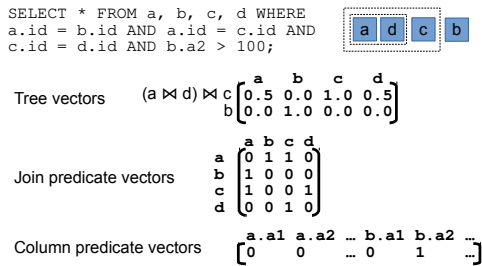 SELECT * FROM a, b, c, d WHERE
a.id = b.id AND a.id = c.id AND
c.id = d.id AND b.a2 > 100;
a d c b
a b c d
Tree vectors (a ⋈ d) ⋈ c 0.5 0.0 1.0 0.5
b 0.0 1.0 0.0 0.0
a b c d
a 0 1 1 0
Join predicate vectors b 1 0 0 0
c 1 0 0 1
d 0 0 1 0
a.a1 a.a2 … b.a1 b.a2 …
Column predicate vectors 0 0 … 0 1 …